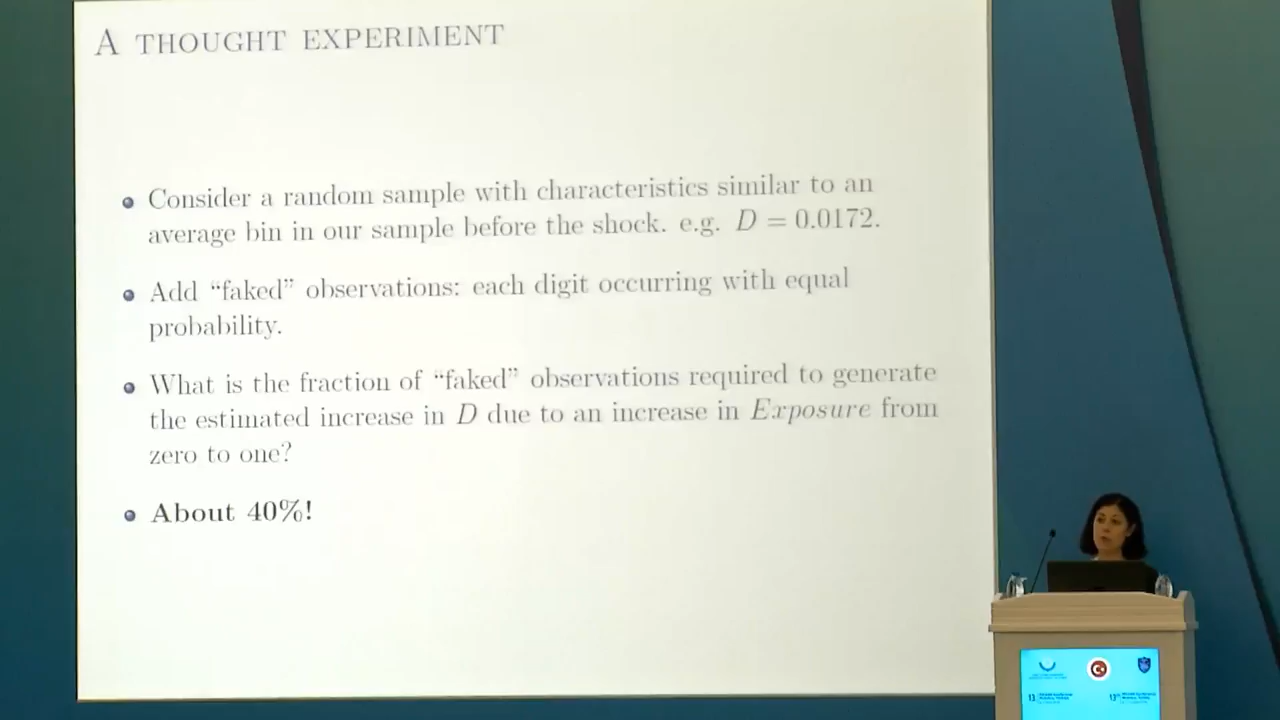 A THOUGHT EXPERIMENT
Consider a random sample with characteristics similar to an
average bin in our sample before the shock. e.g. D = 0.0172.
Add “faked” observations: each digit occurring with equal
probability.
What is the fraction of “faked” observations required to generate
the estimated increase in D due to an increase in Exposure from
zero to one?
About 40%!